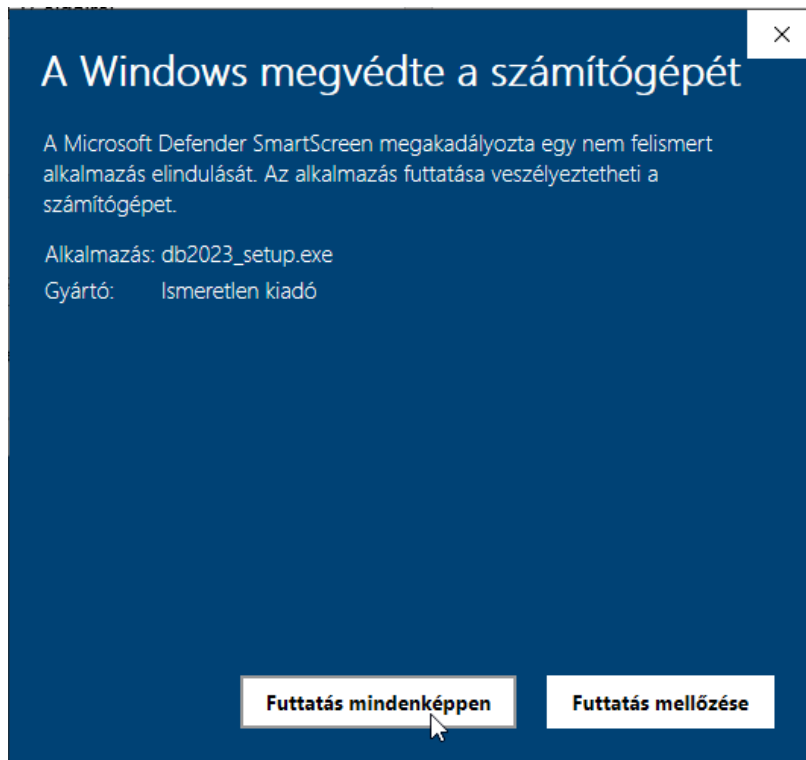 A Windows megvédte a számítógépét
A Microsoft Defender SmartScreen megakadályozta egy nem felismert
alkalmazás elindulását. Az alkalmazás futtatása veszélyeztetheti a
számítógépet.
Alkalmazás: db2023_setup.exe
Gyártó: Ismeretlen kiadó
Futtatás mindenképpen Futtatás mellőzése